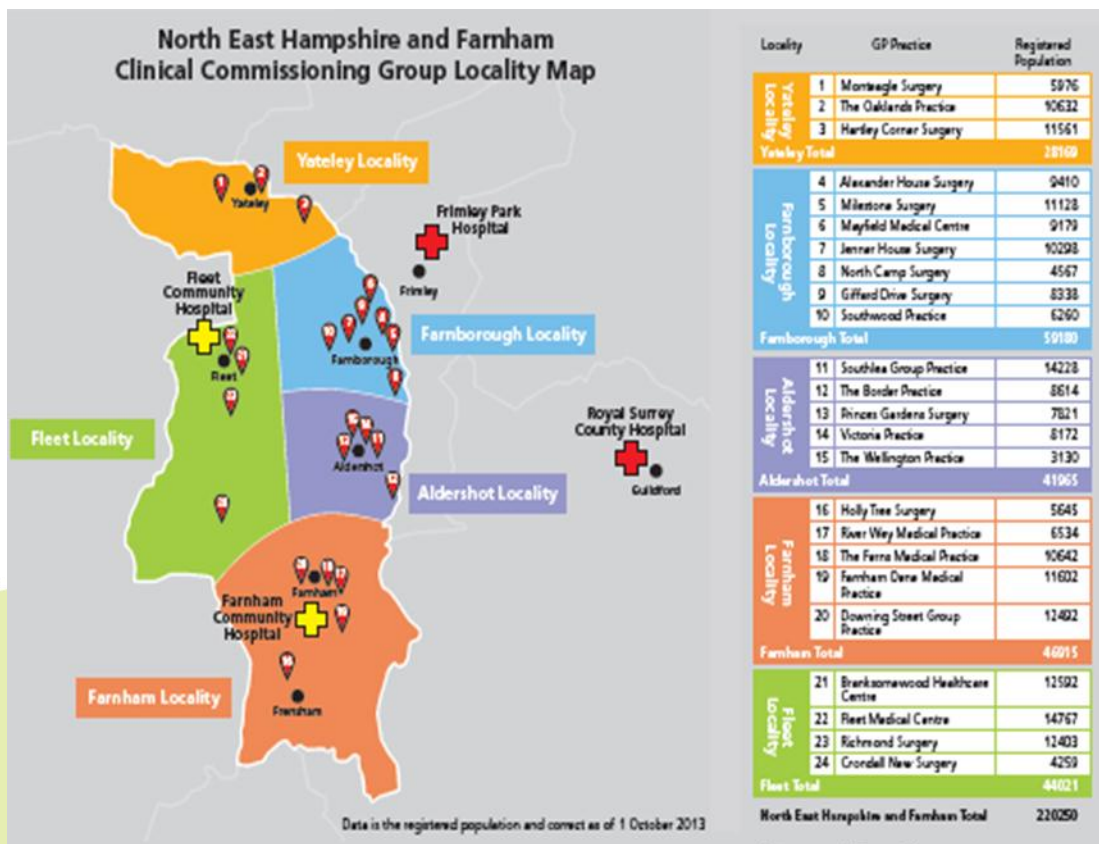 North East Hampshire and Farnham
Clinical Commissioning Group Locality Map
Yateley Locality
Yateley
Frimley Park
Hospital
Frimley
Fleet
Community
Hospital
Farnborough Locality
Farnborough
Fleet
Royal Surrey
County Hospital
Guildford
Fleet Locality
Aldershot
Aldershot Locality
Farnham
Farnham
Community
Hospital
Farnham Locality
Frensham
Data is the registered population and correct as of 1 October 2013
Locality GP Practice Registered
Population
Yateley
Locality
1 Monteagle Surgery 5976
2 The Oaklands Practice 10632
3 Hartley Corner Surgery 11561
Yateley Total 28169
Farnborough
Locality
4 Alexander House Surgery 9410
5 Milestone Surgery 11128
6 Mayfield Medical Centre 9179
7 Jenner House Surgery 10298
8 North Camp Surgery 4567
9 Giffard Drive Surgery 8338
10 Southwood Practice 6260
Farnborough Total 59180
Aldershot
Locality
11 Southlea Group Practice 14228
12 The Border Practice 8614
13 Princes Gardens Surgery 7821
14 Victoria Practice 8172
15 The Wellington Practice 3130
Aldershot Total 41965
Farnham
Locality
16 Holly Tree Surgery 5645
17 River Wey Medical Practice 6534
18 The Ferns Medical Practice 10642
19 Farnham Dene Medical 11602
Practice
20 Downing Street Group 12492
Practice
Farnham Total 46915
Fleet
Locality
21 Branksomewood Healthcare 12592
Centre
22 Fleet Medical Centre 14767
23 Richmond Surgery 12403
24 Crondall New Surgery 4259
Fleet Total 44021
North East Hampshire and Farnham Total 220250